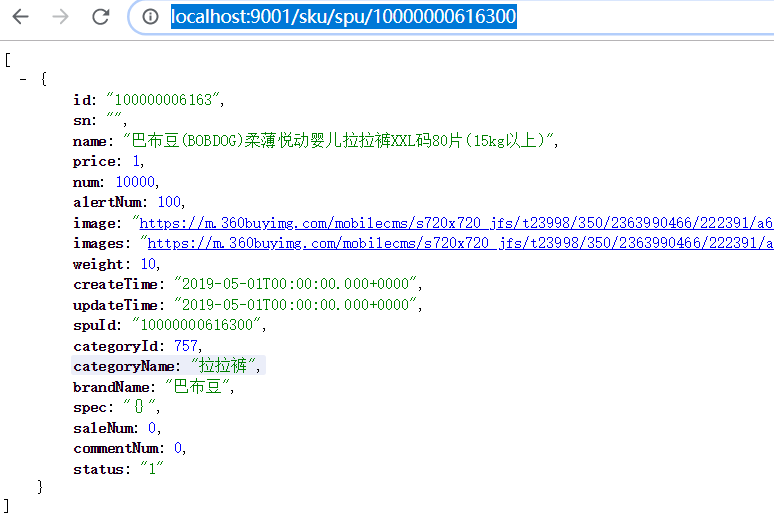 localhost:9001/sku/spu/10000000616300
[
- {
id: "100000006163",
sn: "",
name: "巴布豆(BOBDOG)柔薄悦动婴儿拉拉裤XXL码80片(15kg以上)",
price: 1,
num: 10000,
alertNum: 100,
image: "https://m.360buyimg.com/mobilecms/s720x720_jfs/t23998/350/2363990466/222391/a6
images: "https://m.360buyimg.com/mobilecms/s720x720_jfs/t23998/350/2363990466/222391/a
weight: 10,
createTime: "2019-05-01T00:00:00.000+0000",
updateTime: "2019-05-01T00:00:00.000+0000",
spuId: "10000000616300",
categoryId: 757,
categoryName: "拉拉裤",
brandName: "巴布豆",
spec: "{}",
saleNum: 0,
commentNum: 0,
status: "1"
}
]